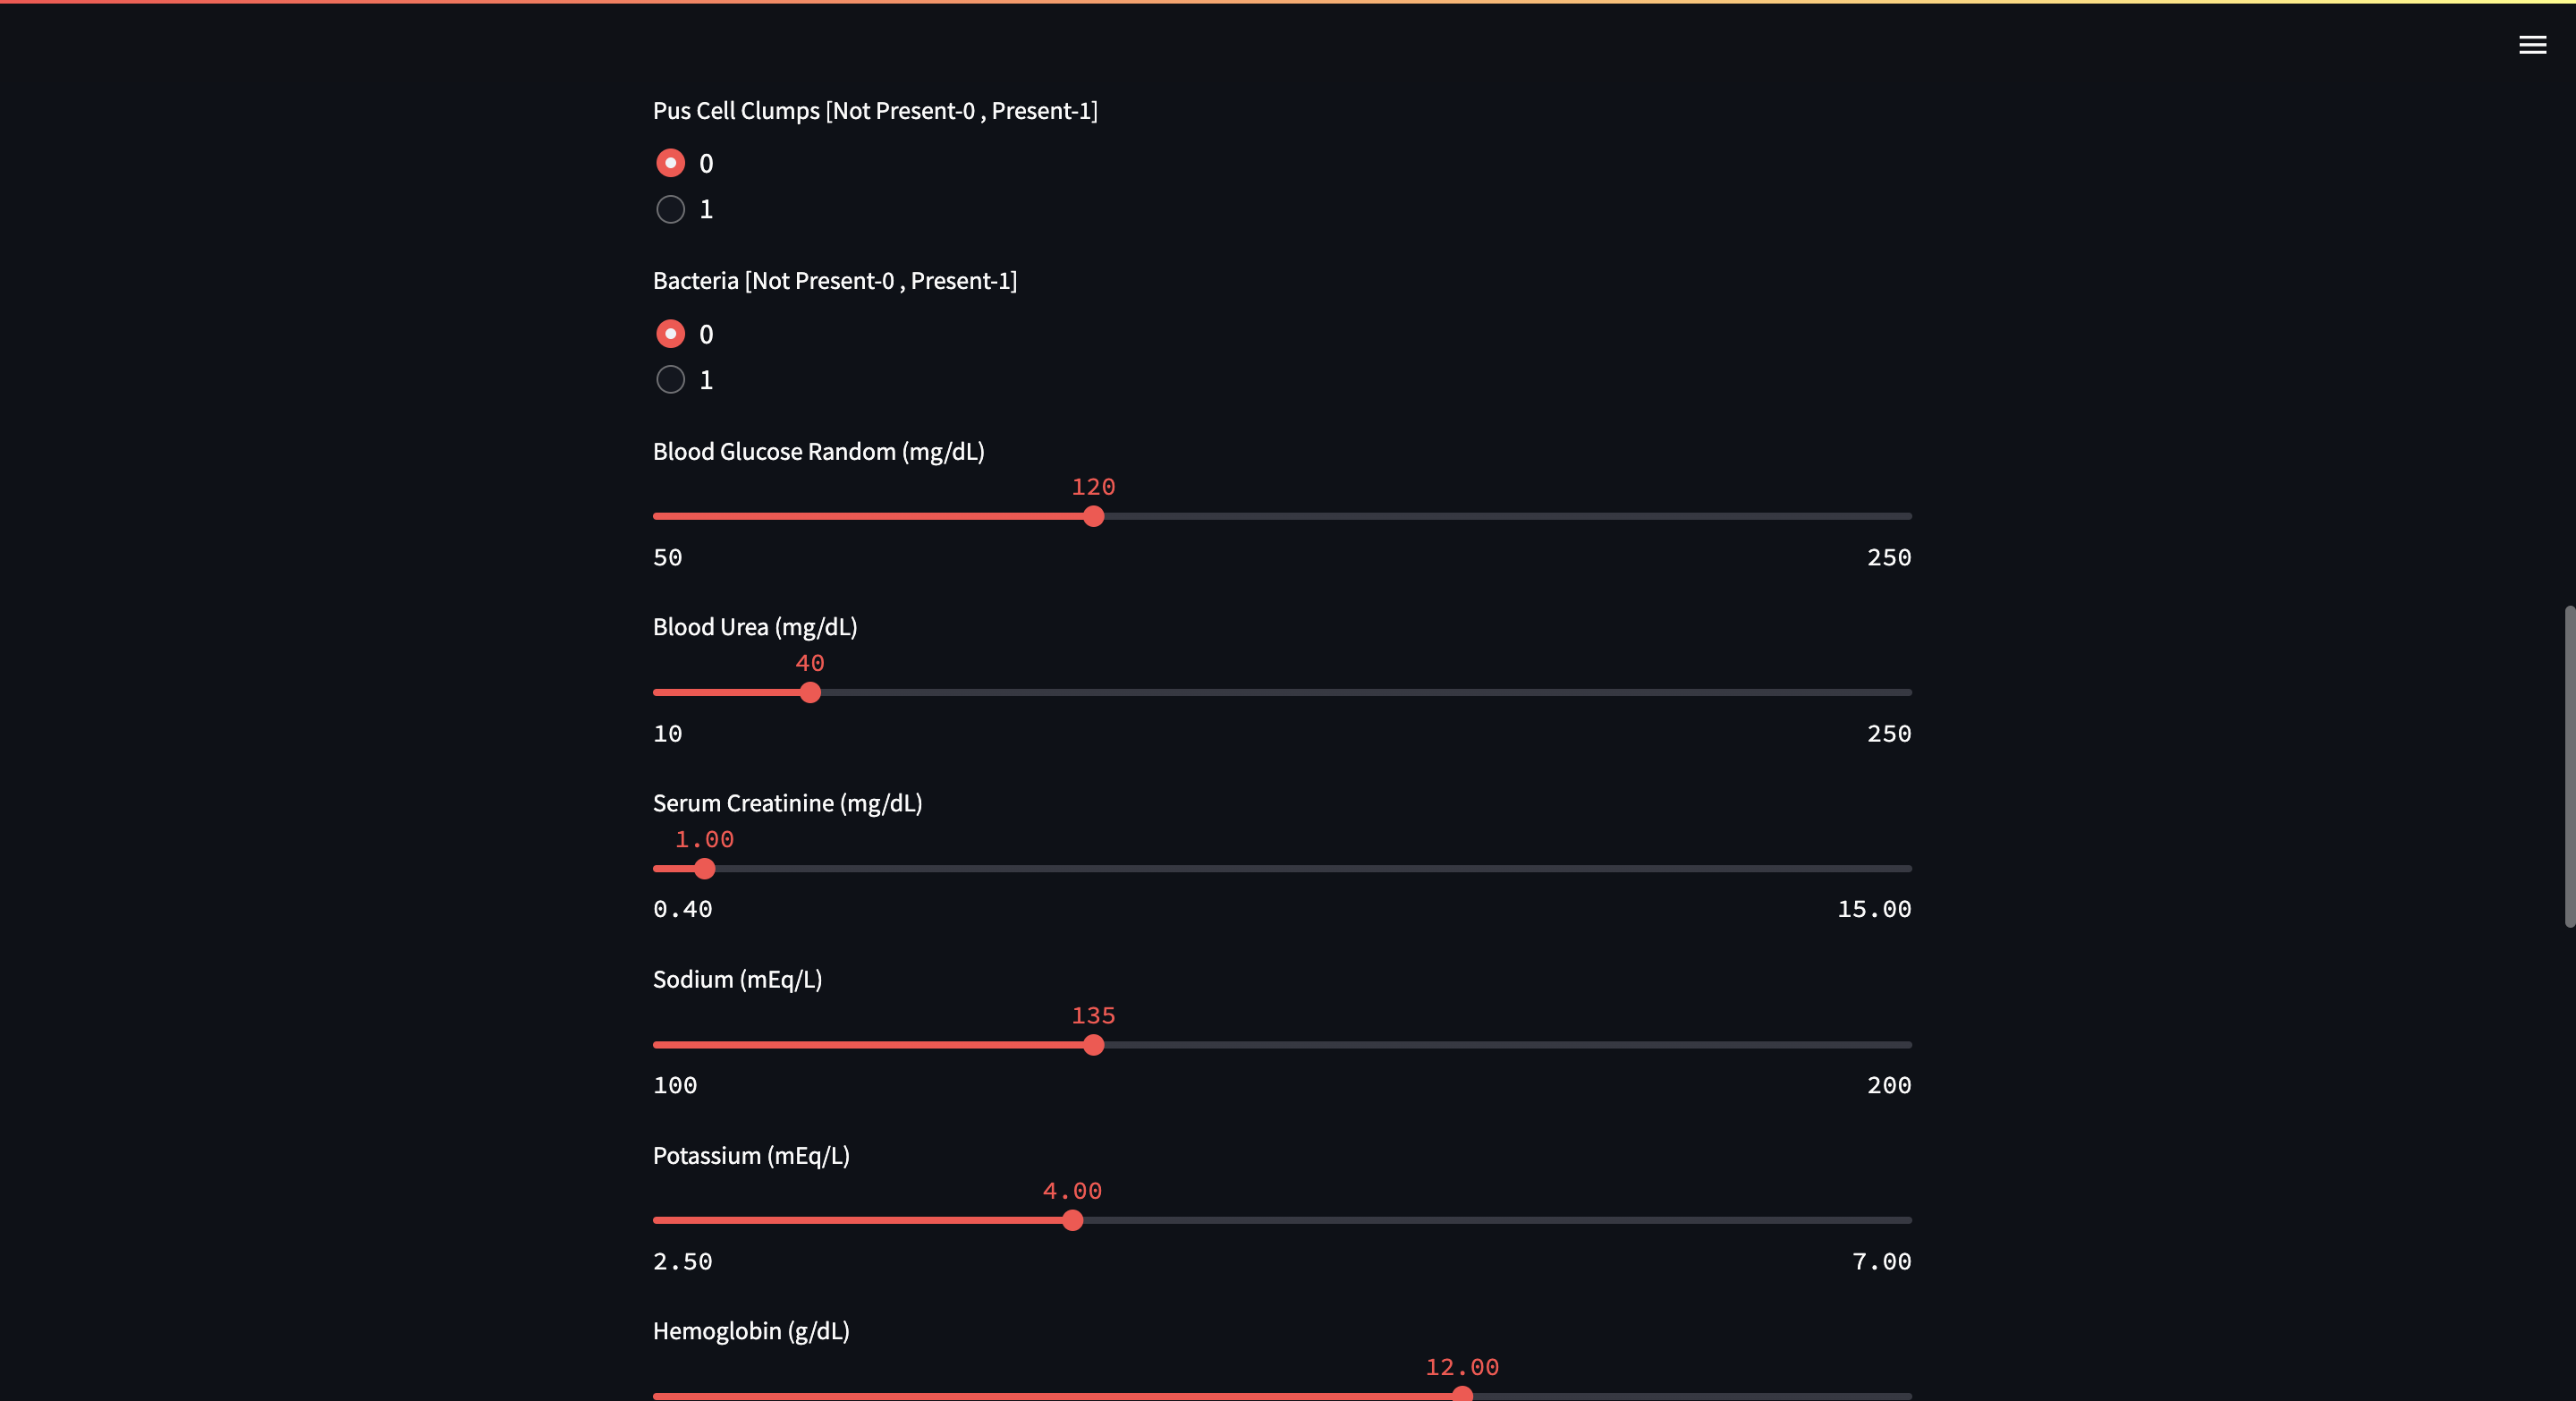 Pus Cell Clumps [Not Present-0 , Present-1]
0
1
Bacteria [Not Present-0 , Present-1]
0
1
Blood Glucose Random (mg/dL)
120
50 250
Blood Urea (mg/dL)
40
10 250
Serum Creatinine (mg/dL)
1.00
0.40 15.00
Sodium (mEq/L)
135
100 200
Potassium (mEq/L)
4.00
2.50 7.00
Hemoglobin (g/dL)
12.00